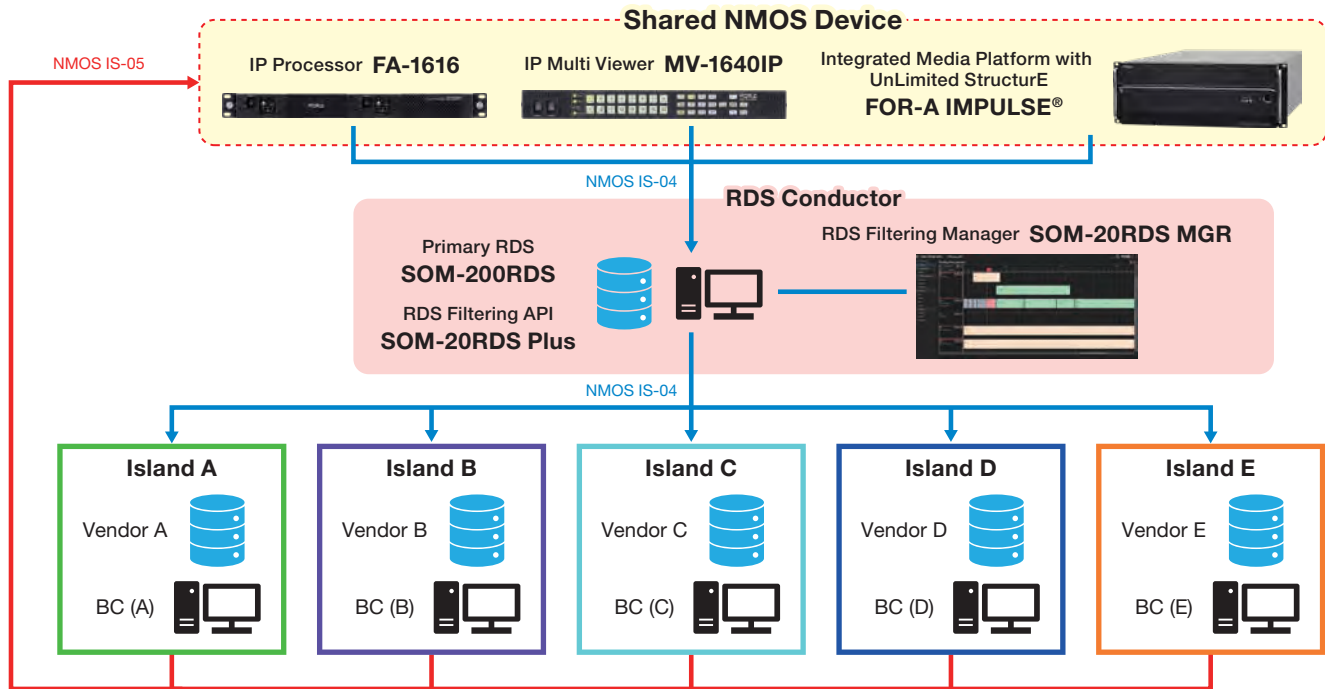 Shared NMOS Device
NMOS IS-05
IP Processor FA-1616
IP Multi Viewer MV-1640IP
Integrated Media Platform with
UnLimited StructurE
FOR-A IMPULSE®
NMOS IS-04
RDS Conductor
Primary RDS
SOM-200RDS
RDS Filtering API
SOM-20RDS Plus
RDS Filtering Manager SOM-20RDS MGR
NMOS IS-04
Island A
Vendor A
BC (A)
Island B
Vendor B
BC (B)
Island C
Vendor C
BC (C)
Island D
Vendor D
BC (D)
Island E
Vendor E
BC (E)